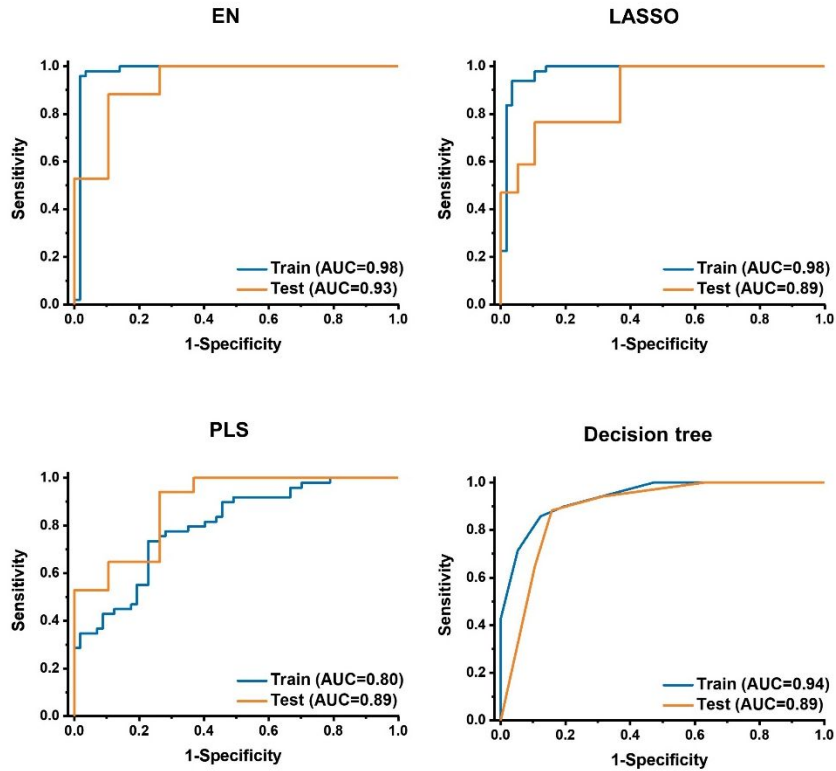 EN
1.0
0.8
0.6
0.4
0.2
0.0
Sensitivity
Train (AUC=0.98)
Test (AUC=0.93)
0.0 0.2 0.4 0.6 0.8 1.0
1-Specificity
LASSO
1.0
0.8
0.6
0.4
0.2
0.0
Sensitivity
Train (AUC=0.98)
Test (AUC=0.89)
0.0 0.2 0.4 0.6 0.8 1.0
1-Specificity
PLS
1.0
0.8
0.6
0.4
0.2
0.0
Sensitivity
Train (AUC=0.80)
Test (AUC=0.89)
0.0 0.2 0.4 0.6 0.8 1.0
1-Specificity
Decision tree
1.0
0.8
0.6
0.4
0.2
0.0
Sensitivity
Train (AUC=0.94)
Test (AUC=0.89)
0.0 0.2 0.4 0.6 0.8 1.0
1-Specificity